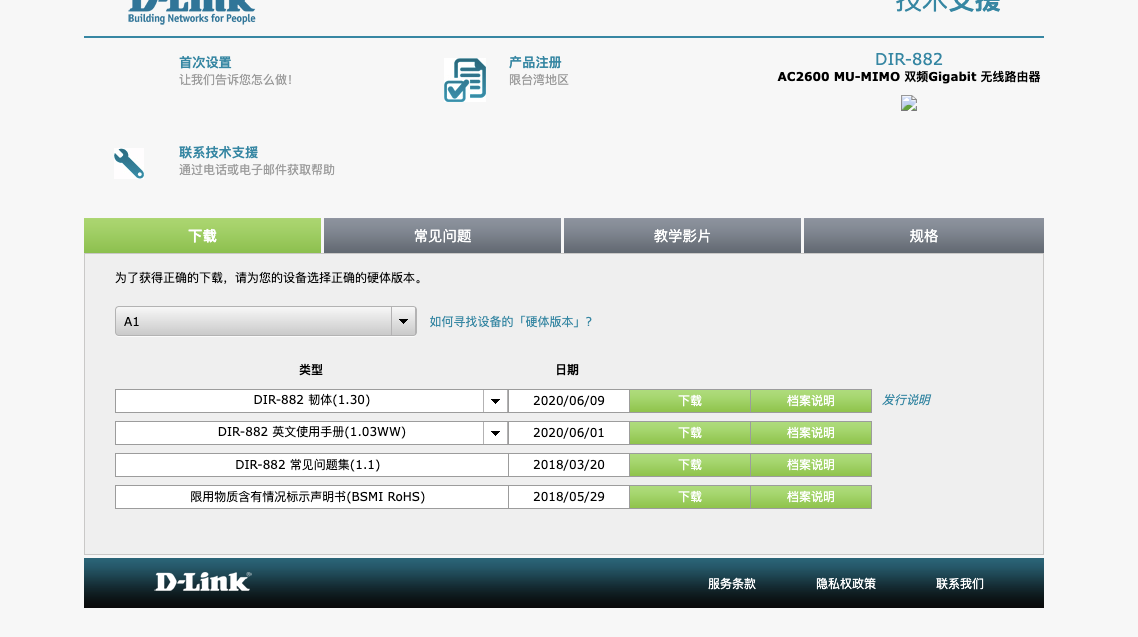 D-Link
Building Networks for People
技术支援
首次设置
让我们告诉您怎么做!
产品注册
限台湾地区
DIR-882
AC2600 MU-MIMO 双频Gigabit 无线路由器
联系技术支援
通过电话或电子邮件获取帮助
下载 常见问题 教学影片 规格
为了获得正确的下载，请为您的设备选择正确的硬体版本。
A1 如何寻找设备的「硬体版本」?
类型 日期
DIR-882 韧体(1.30) 2020/06/09 下载 档案说明 发行说明
DIR-882 英文使用手册(1.03WW) 2020/06/01 下载 档案说明
DIR-882 常见问题集(1.1) 2018/03/20 下载 档案说明
限用物质含有情况标示声明书(BSMI RoHS) 2018/05/29 下载 档案说明
D-Link 服务条款 隐私权政策 联系我们